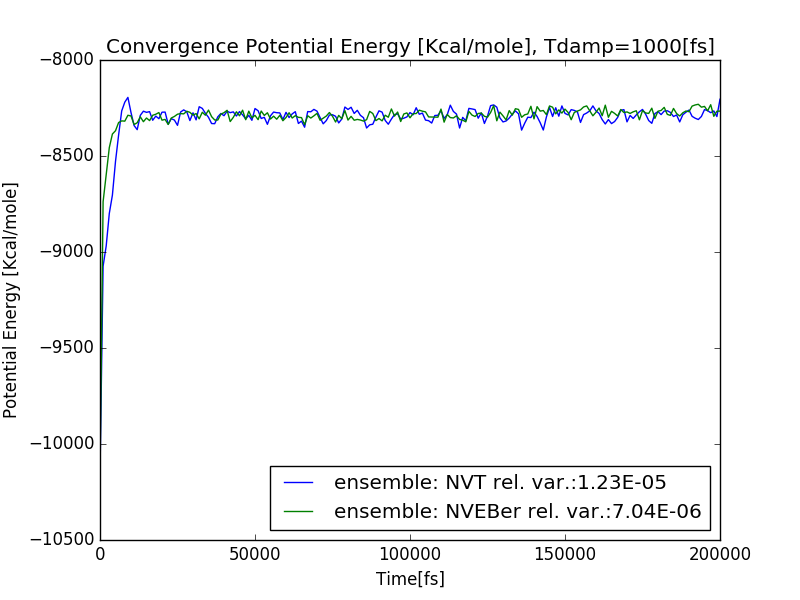 Convergence Potential Energy [Kcal/mole], Tdamp=1000[fs]
Potential Energy [Kcal/mole]
−8000
−8500
−9000
−9500
−10000
−10500
ensemble: NVT rel. var.:1.23E-05
ensemble: NVEBer rel. var.:7.04E-06
0 50000 100000 150000 200000
Time[fs]